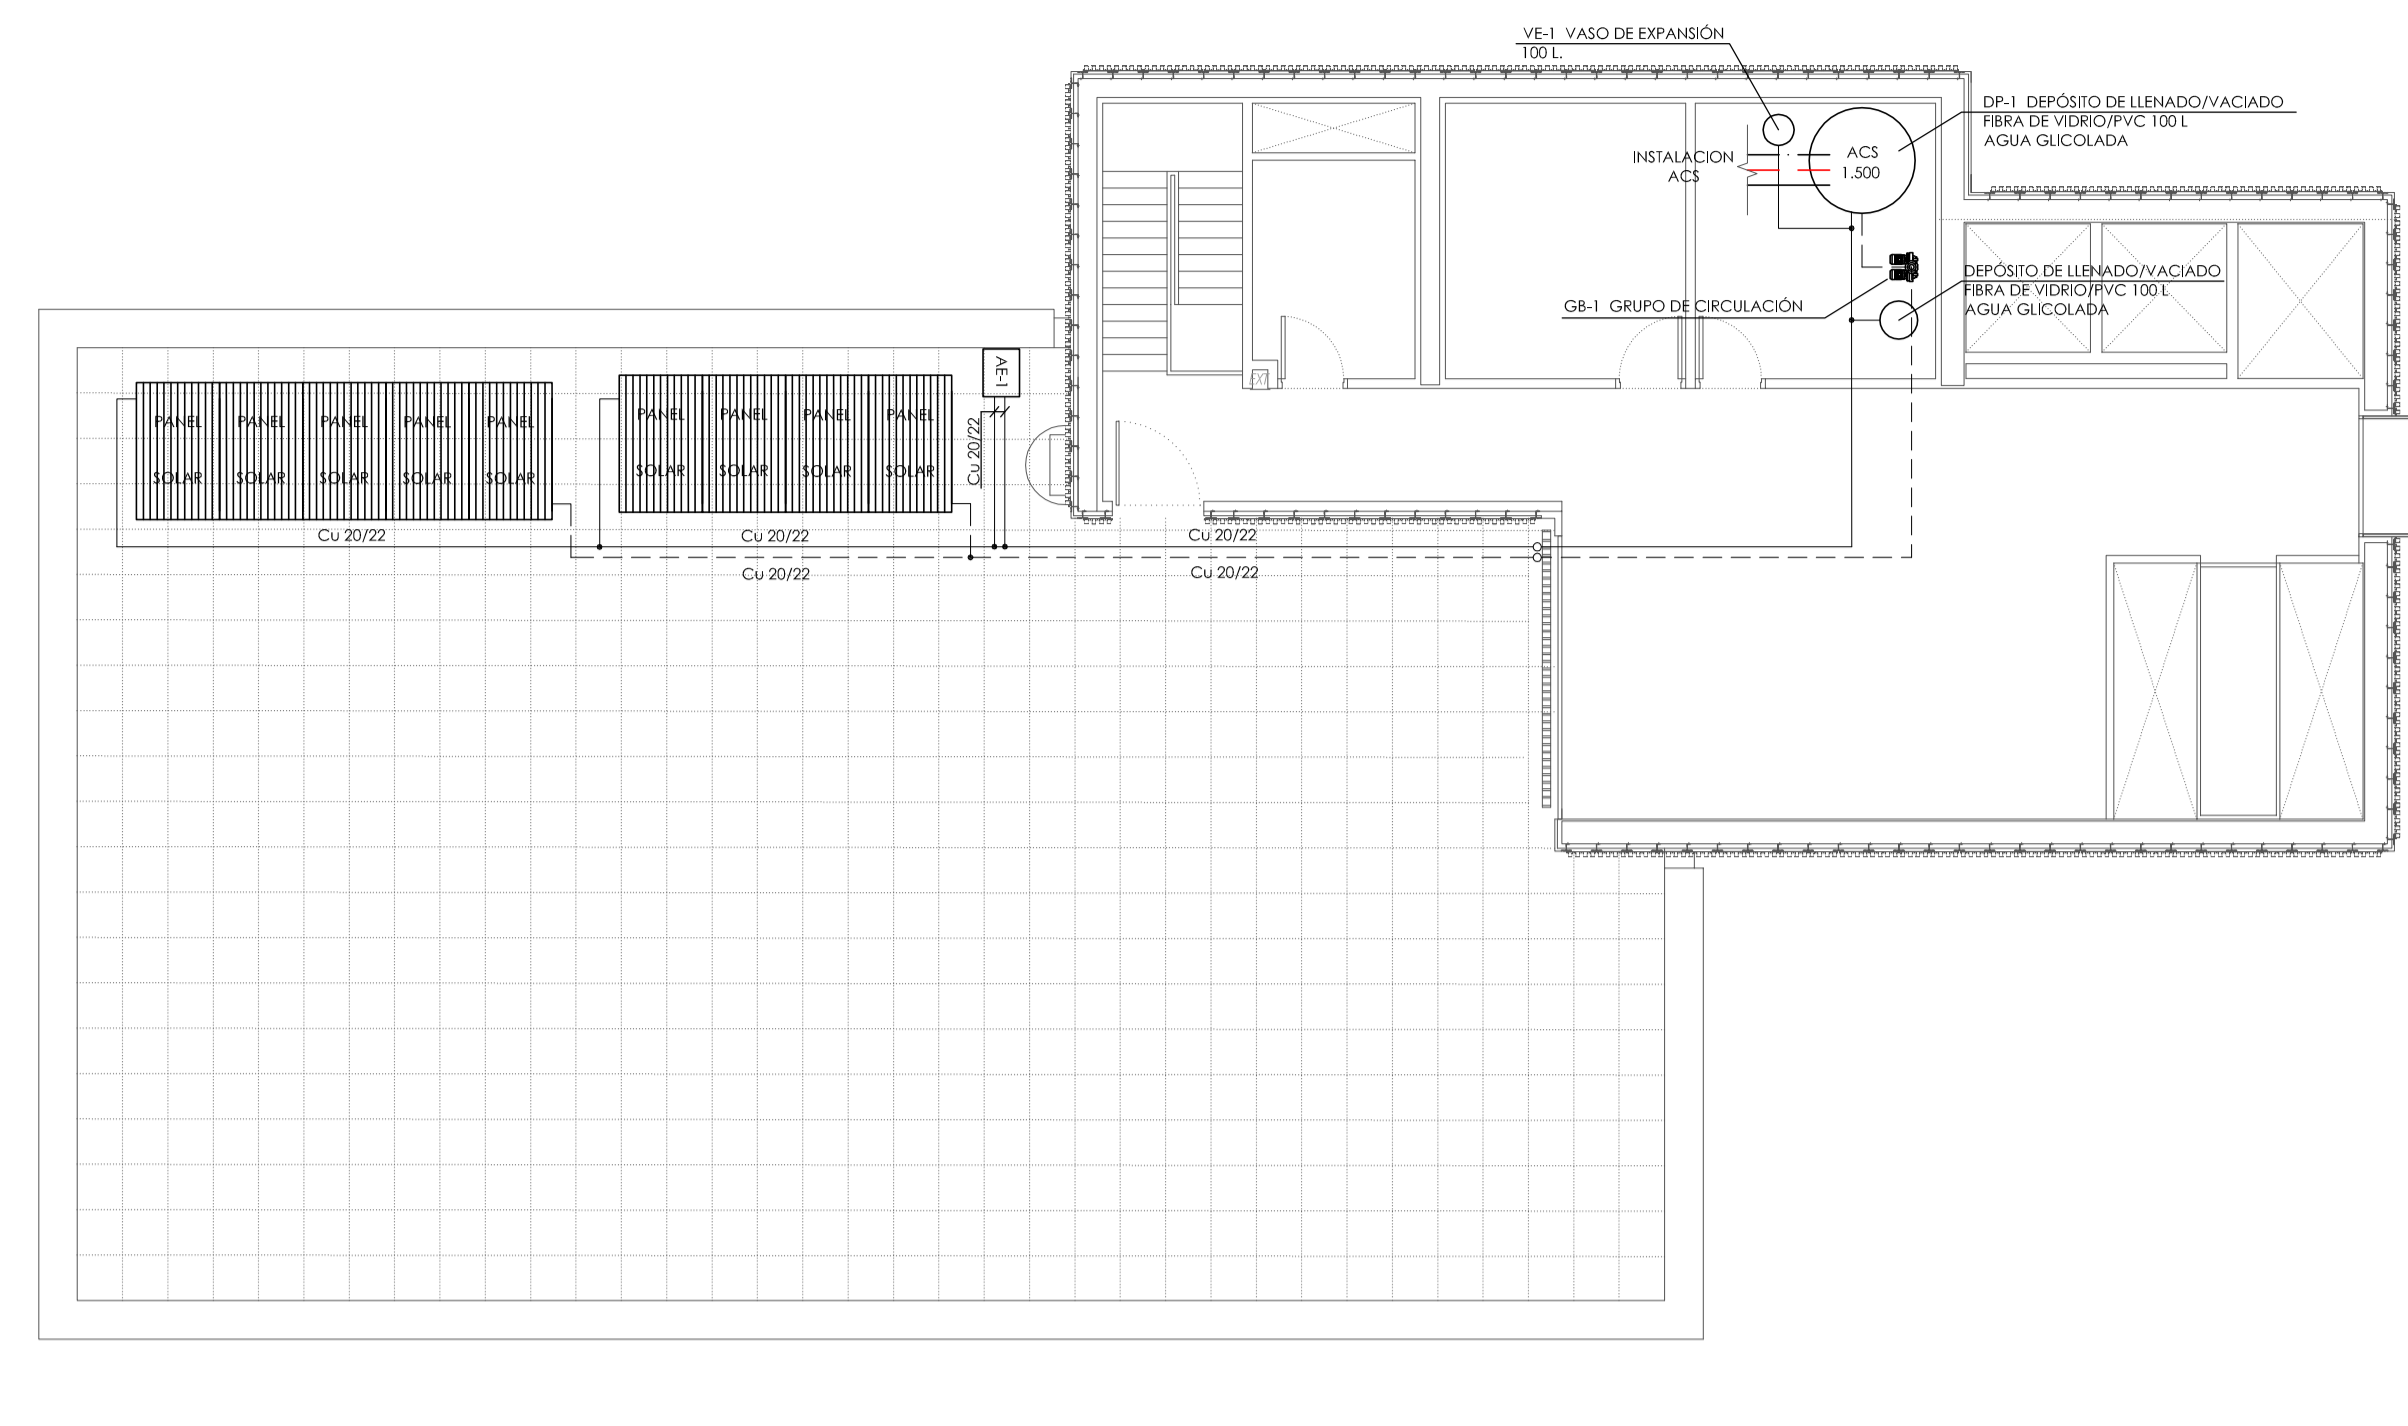 VE-1 VASO DE EXPANSIÓN
100 L.
DP-1 DEPÓSITO DE LLENADO/VACIADO
FIBRA DE VIDRIO/PVC 100 L
AGUA GLICOLADA
INSTALACION
ACS
ACS
1.500
DEPÓSITO DE LLENADO/VACIADO
FIBRA DE VIDRIO/PVC 100 L
AGUA GLICOLADA
GB-1 GRUPO DE CIRCULACIÓN
EXT
AE-1
Cu 20/22
PANEL PANEL PANEL PANEL PANEL
SOLAR SOLAR SOLAR SOLAR SOLAR
PANEL PANEL PANEL PANEL
SOLAR SOLAR SOLAR SOLAR
Cu 20/22
Cu 20/22
Cu 20/22
Cu 20/22
Cu 20/22